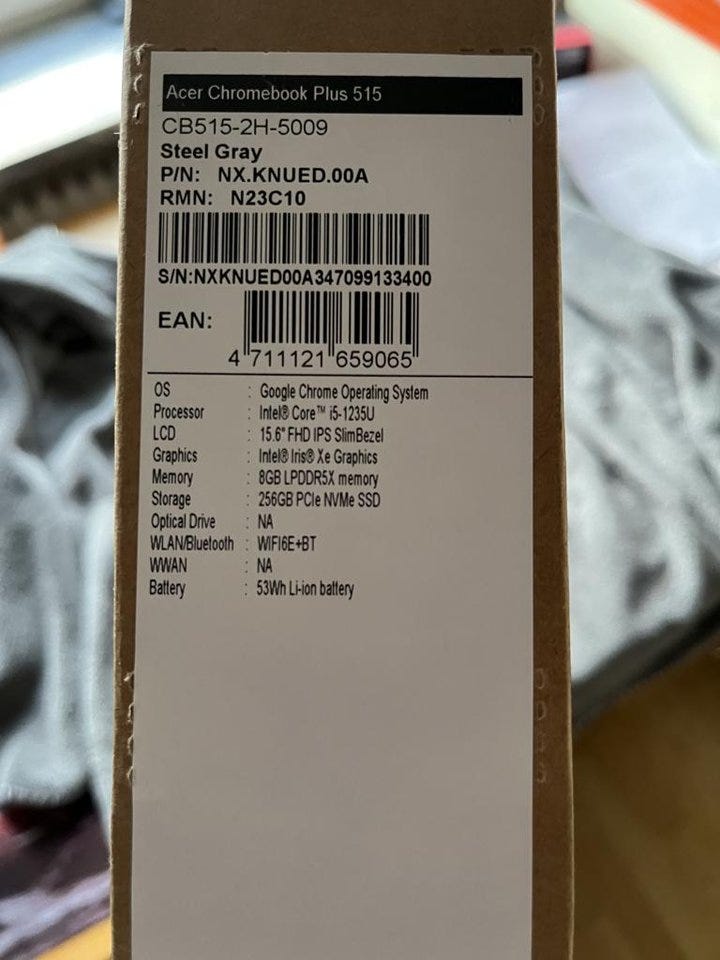 Acer Chromebook Plus 515
CB515-2H-5009
Steel Gray
P/N: NX.KNUED.00A
RMN: N23C10
S/N:NXKNUED00A347099133400
EAN:
4 711121 659065
OS : Google Chrome Operating System
Processor : Intel® Core™ i5-1235U
LCD : 15.6" FHD IPS SlimBezel
Graphics : Intel® Iris® Xe Graphics
Memory : 8GB LPDDR5X memory
Storage : 256GB PCIe NVMe SSD
Optical Drive : NA
WLAN/Bluetooth : WIFI6E+BT
WWAN : NA
Battery : 53Wh Li-ion battery